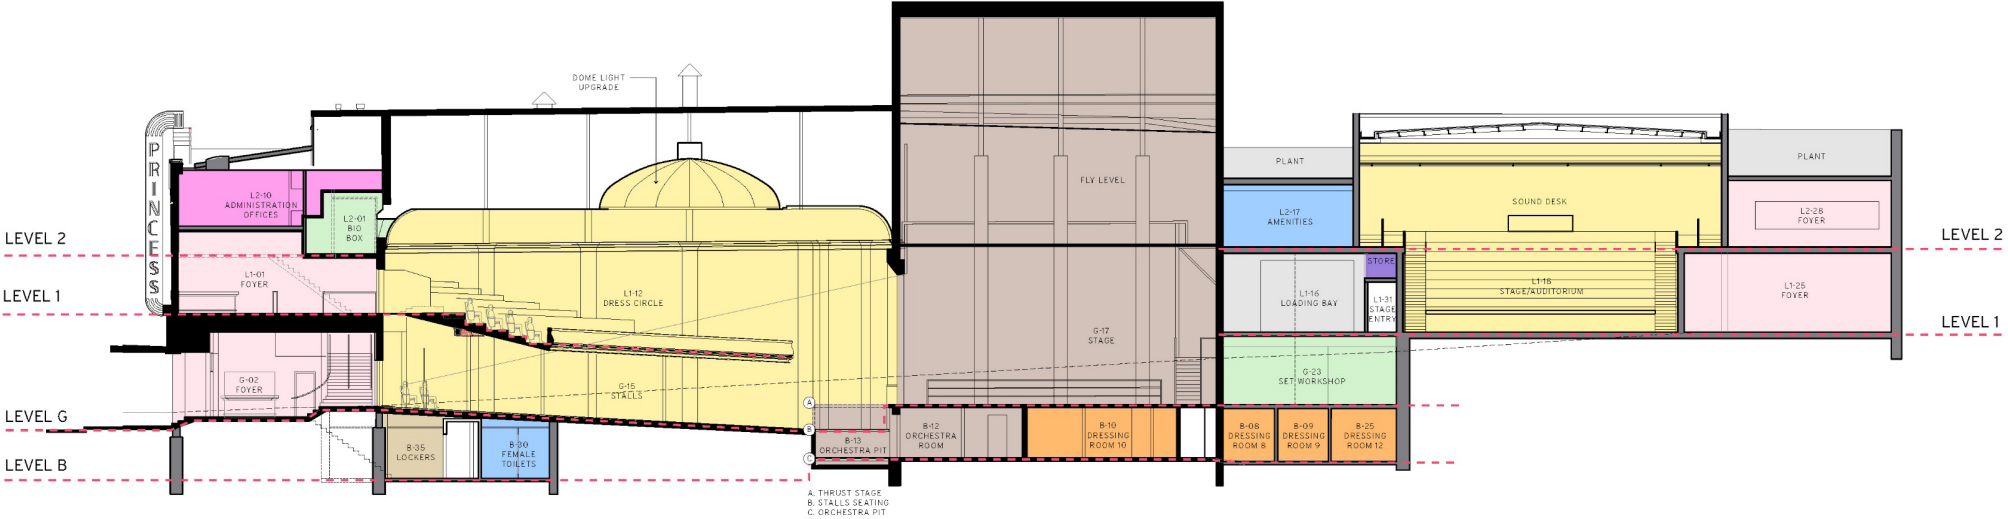 DOME LIGHT
UPGRADE
PRINCESS
L2-10
ADMINISTRATION
OFFICES
L2-01
BIO
BOX
LEVEL 2
L1-01
FOYER
LEVEL 1
G-02
FOYER
LEVEL G
LEVEL B
L1-12
DRESS CIRCLE
G-15
STALLS
B-35
LOCKERS
B-30
FEMALE
TOILETS
A
B
C
B-13
ORCHESTRA PIT
A. THRUST STAGE
B. STALLS SEATING
C. ORCHESTRA PIT
FLY LEVEL
G-17
STAGE
B-12
ORCHESTRA
ROOM
B-10
DRESSING
ROOM 10
PLANT
L2-17
AMENITIES
STORE
L1-16
LOADING BAY
L1-31
STAGE
ENTRY
G-23
SET WORKSHOP
B-08
DRESSING
ROOM 8
B-09
DRESSING
ROOM 9
B-25
DRESSING
ROOM 12
SOUND DESK
L1-18
STAGE/AUDITORIUM
PLANT
L2-28
FOYER
L1-25
FOYER
LEVEL 2
LEVEL 1